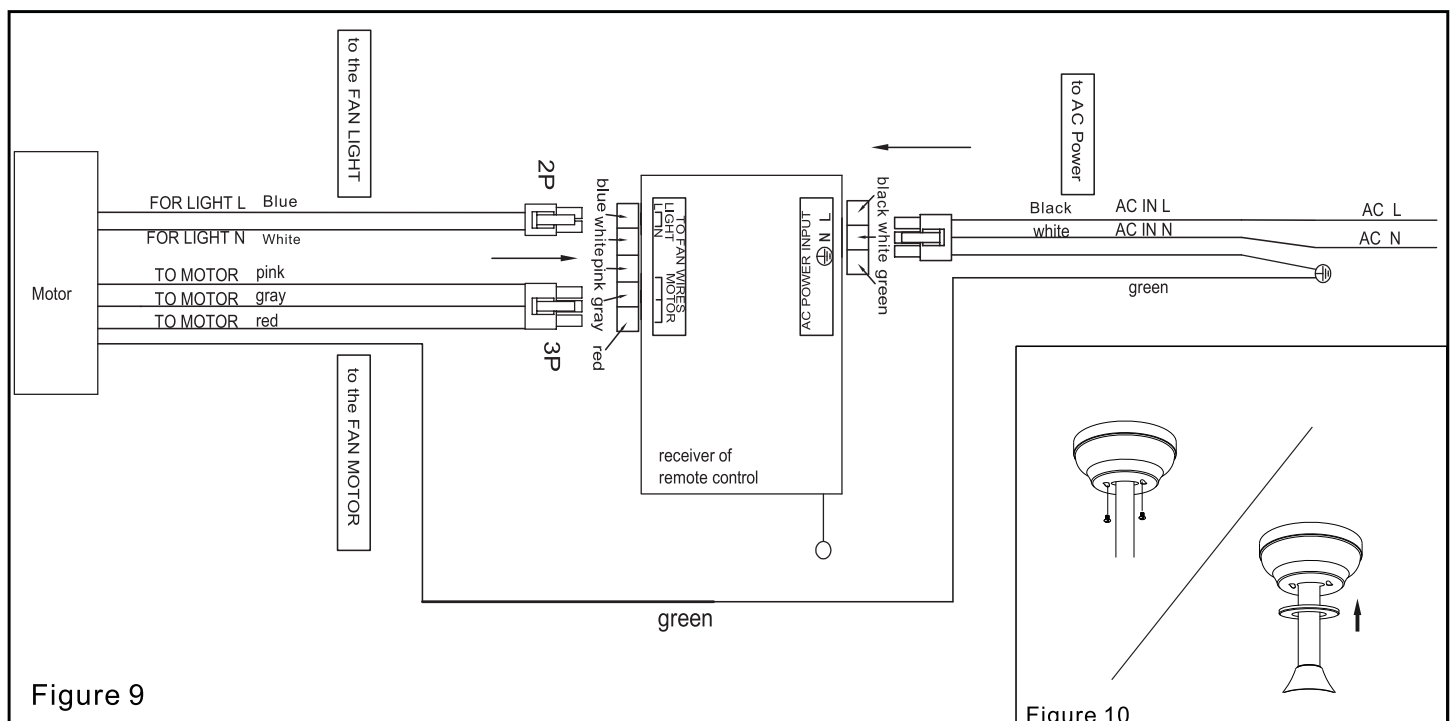 to the FAN LIGHT
to AC Power
2P
FOR LIGHT L Blue
FOR LIGHT N White
TO MOTOR pink
TO MOTOR gray
TO MOTOR red
Motor
3P
to the FAN MOTOR
blue white pink gray red
TO FAN WIRES
LIGHT MOTOR
L N
AC POWER INPUT
L N
black white green
Black AC IN L
white AC IN N
AC L
AC N
green
receiver of
remote control
green
Figure 9
Figure 10